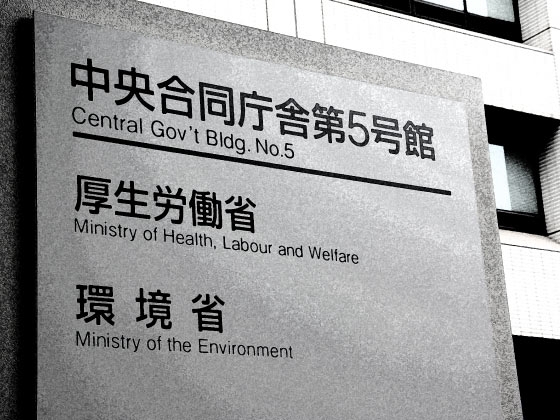 中央合同庁舎第5号館
Central Gov't Bldg. No.5
厚生労働省
Ministry of Health, Labour and Welfare
環境省
Ministry of the Environment